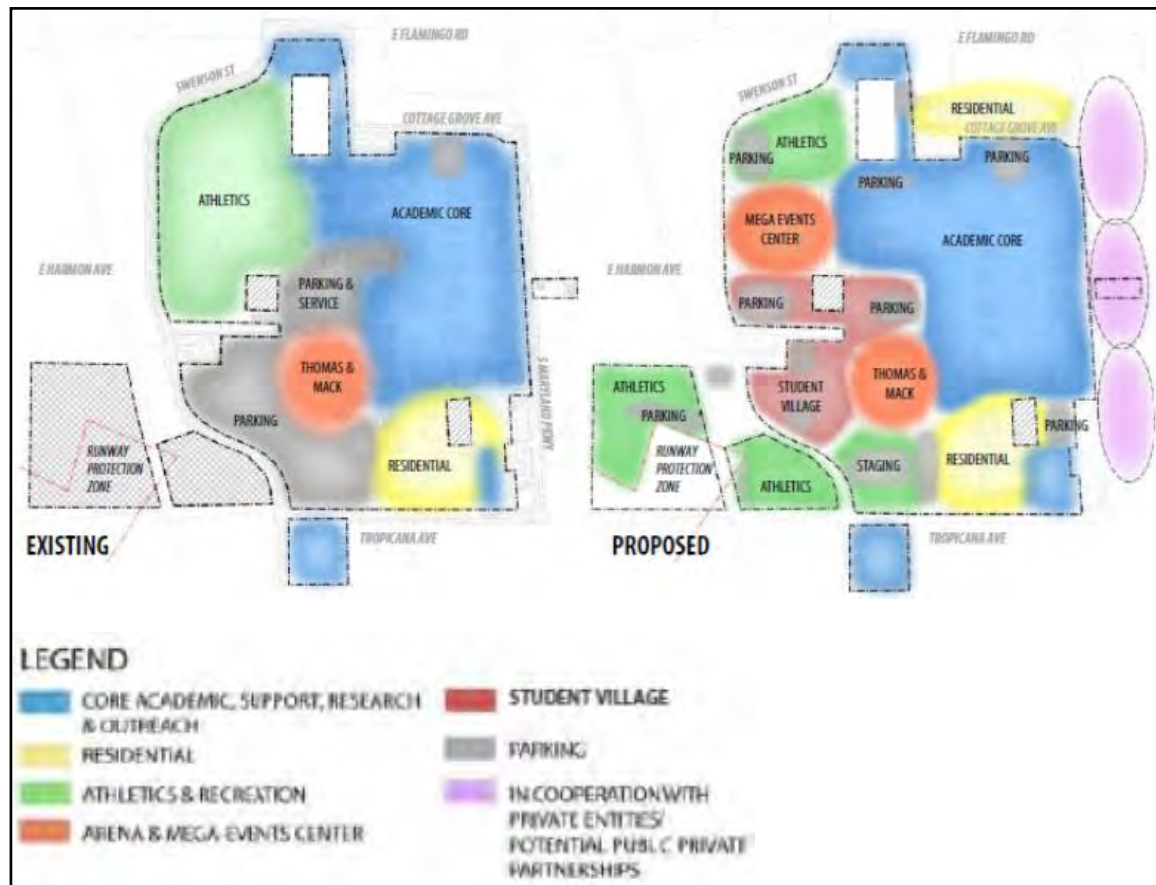 E FLAMINGO RD
SWENSON ST
COTTAGE GROVE AVE
ATHLETICS
ACADEMIC CORE
E HARMON AVE
PARKING &
SERVICE
THOMAS &
MACK
S MARYLAND PKWY
PARKING
RUNWAY
PROTECTION
ZONE
RESIDENTIAL
EXISTING
TROPICANA AVE
E FLAMINGO RD
SWENSON ST
RESIDENTIAL
COTTAGE GROVE AVE
ATHLETICS
PARKING
PARKING
PARKING
MEGA EVENTS
CENTER
ACADEMIC CORE
E HARMON AVE
PARKING
PARKING
THOMAS &
MACK
ATHLETICS
STUDENT
VILLAGE
PARKING
PARKING
RUNWAY
PROTECTION
ZONE
STAGING
RESIDENTIAL
ATHLETICS
PROPOSED
TROPICANA AVE
LEGEND
CORE ACADEMIC, SUPPORT, RESEARCH
& OUTREACH
RESIDENTIAL
ATHLETICS & RECREATION
ARENA & MEGA EVENTS CENTER
STUDENT VILLAGE
PARKING
IN COOPERATION WITH
PRIVATE ENTITIES/
POTENTIAL PUBLIC PRIVATE
PARTNERSHIPS